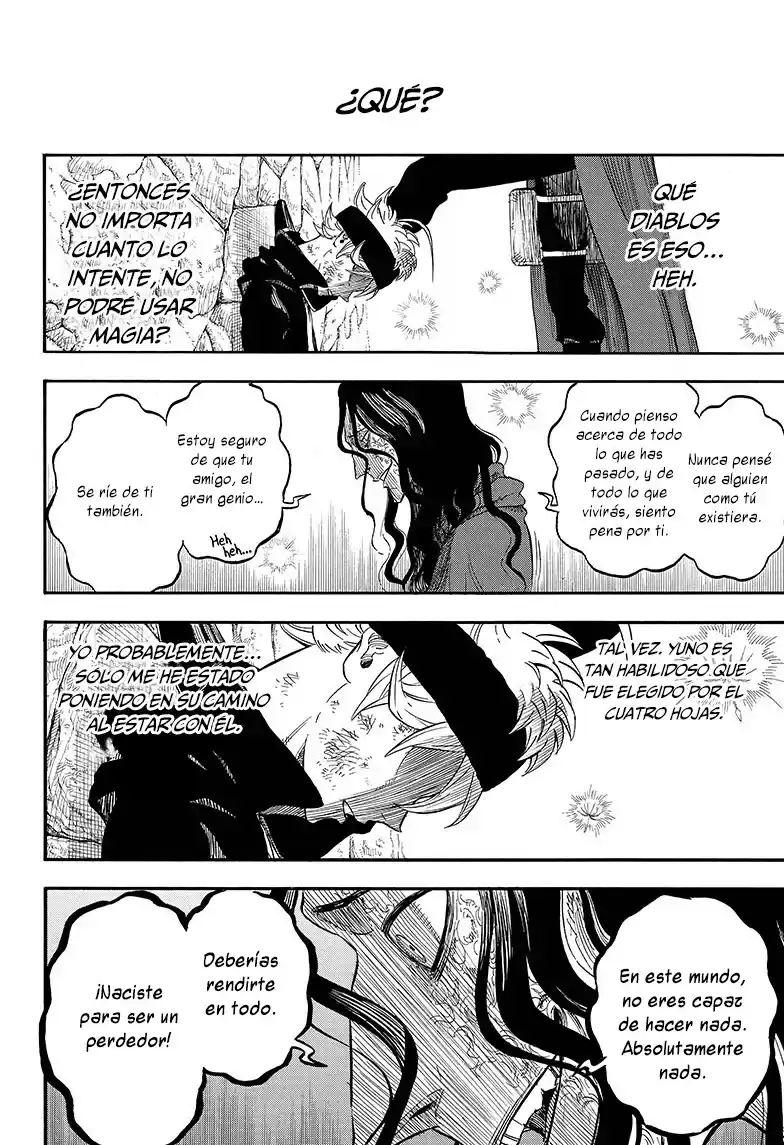 ¿QUÉ?
QUÉ
DIABLOS
ES ESO...
HEH.
¿ENTONCES
NO IMPORTA
CUANTO LO
INTENTE, NO
PODRÉ USAR
MAGIA?
Nunca pensé
que alguien
como tú
existiera.
Cuando pienso
acerca de todo
lo que has
pasado, y de
todo lo que
vivirás, siento
pena por ti.
Estoy seguro
de que tu
amigo, el
gran genio...
Heh
heh...
Se ríe de ti
también.
TAL VEZ. YUNO ES
TAN HABILIDOSO QUE
FUE ELEGIDO POR EL
CUATRO HOJAS.
YO PROBABLEMENTE...
SÓLO ME HE ESTADO
PONIENDO EN SU CAMINO
AL ESTAR CON ÉL.
En este mundo,
no eres capaz
de hacer nada.
Absolutamente
nada.
Deberías
rendirte
en todo.
¡Naciste
para ser un
perdedor!